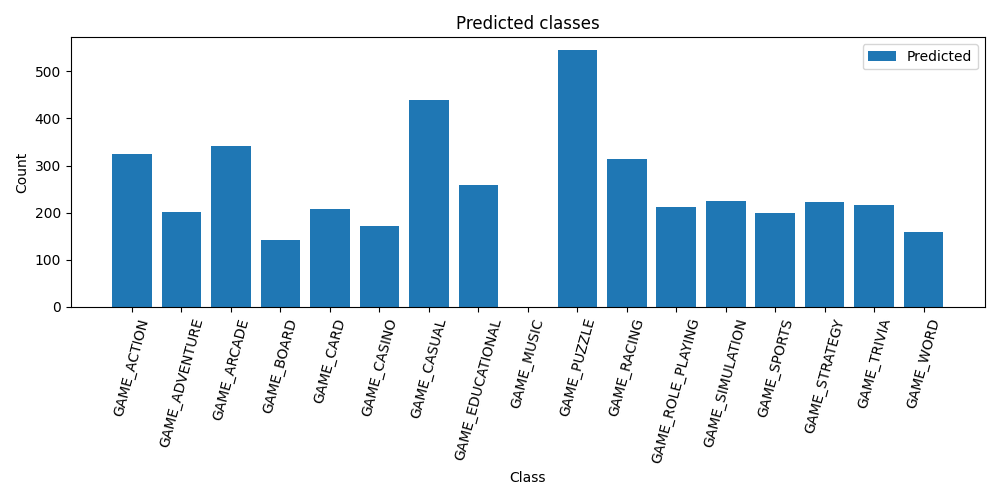 Predicted classes
Predicted
Count
500
400
300
200
100
0
GAME_ACTION
GAME_ADVENTURE
GAME_ARCADE
GAME_BOARD
GAME_CARD
GAME_CASINO
GAME_CASUAL
GAME_EDUCATIONAL
GAME_MUSIC
GAME_PUZZLE
GAME_RACING
GAME_ROLE_PLAYING
GAME_SIMULATION
GAME_SPORTS
GAME_STRATEGY
GAME_TRIVIA
GAME_WORD
Class